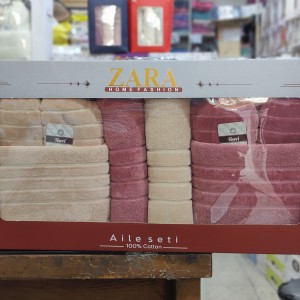 ZARA
HOME FASHION
Aile seti
100% Cotton